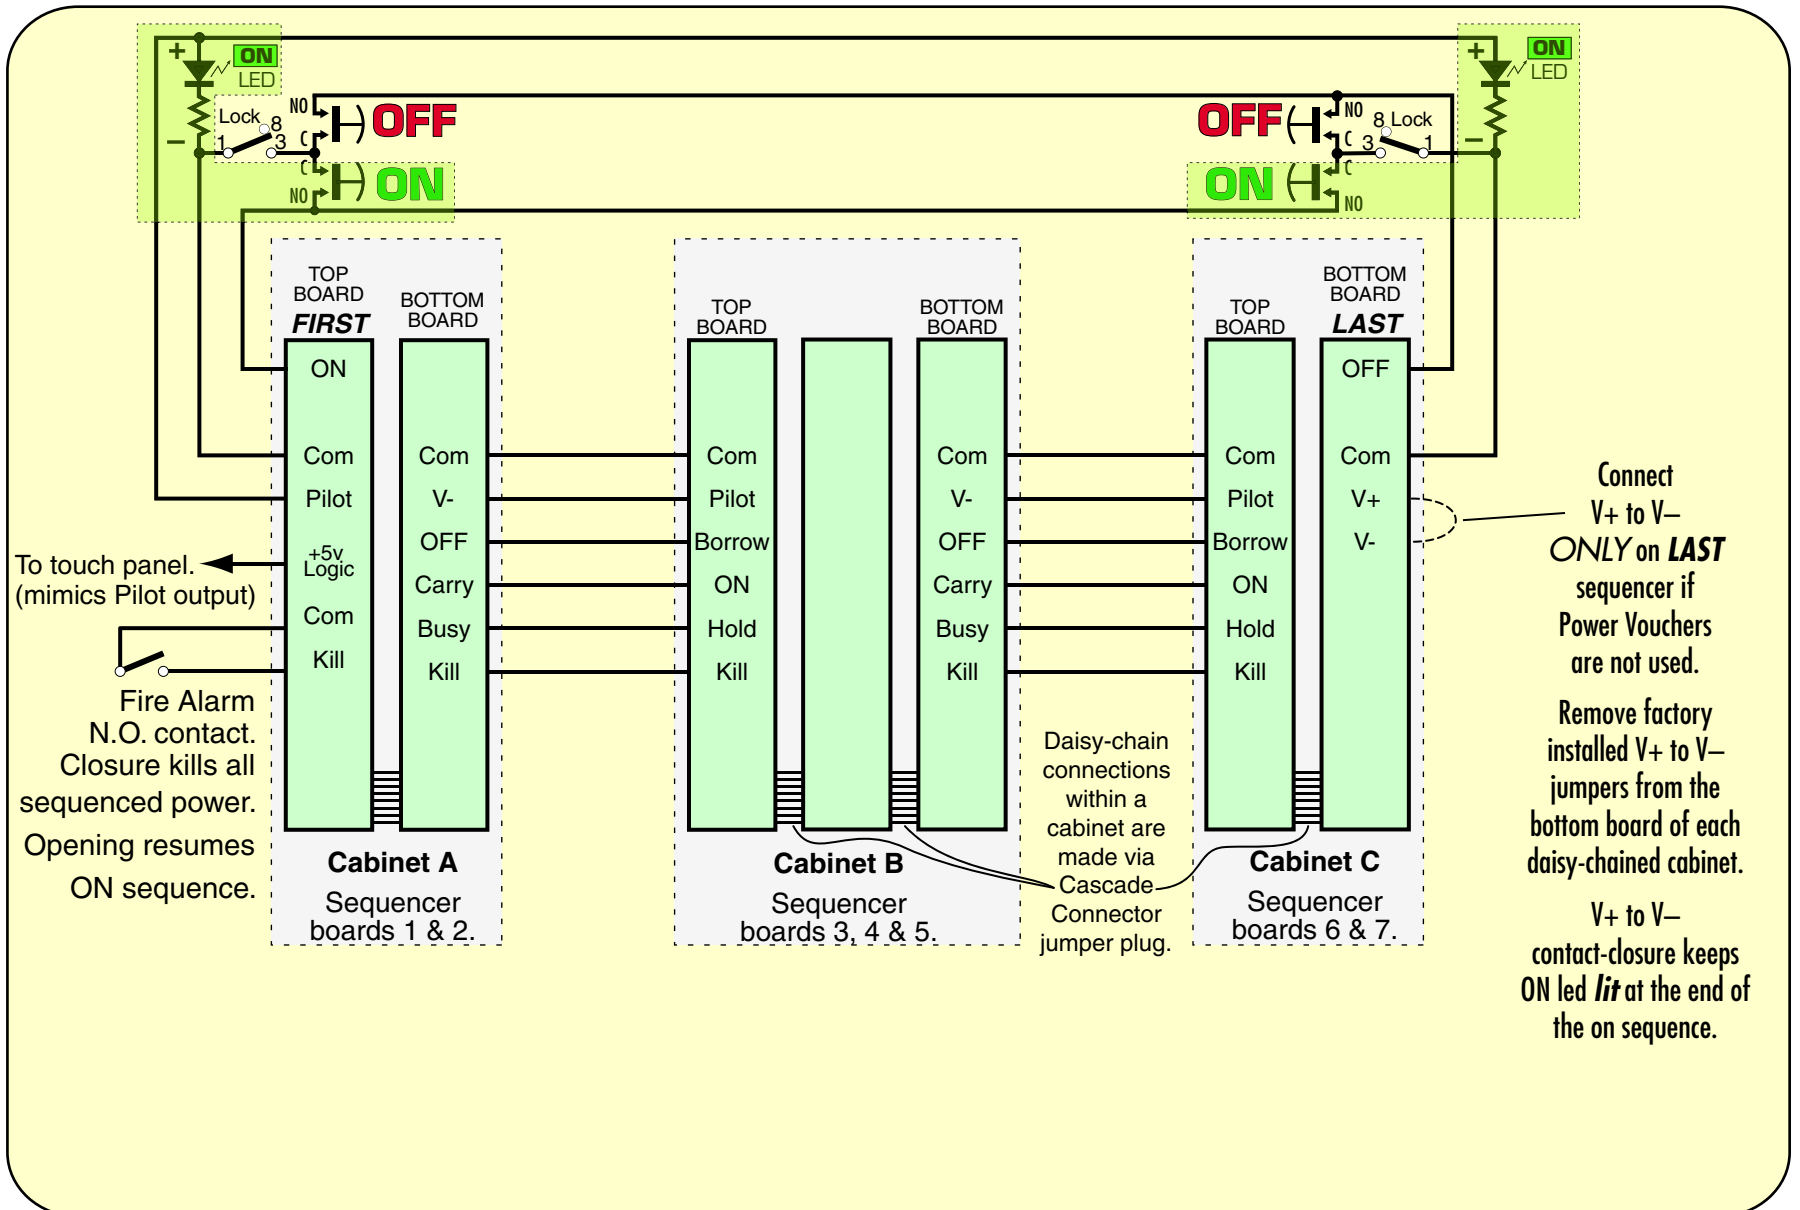 +
ON
LED
Lock
8
1
3
–
NO
C
OFF
C
NO
ON
+
ON
LED
OFF
NO
C
8 Lock
3
1
–
ON
C
NO
TOP
BOARD
FIRST
BOTTOM
BOARD
TOP
BOARD
BOTTOM
BOARD
TOP
BOARD
BOTTOM
BOARD
LAST
ON
Com
Pilot
+5v
Logic
Com
Kill
Com
V-
OFF
Carry
Busy
Kill
Com
Pilot
Borrow
ON
Hold
Kill
Com
V-
OFF
Carry
Busy
Kill
Com
Pilot
Borrow
ON
Hold
Kill
OFF
Com
V+
V-
To touch panel.
(mimics Pilot output)
Fire Alarm
N.O. contact.
Closure kills all
sequenced power.
Opening resumes
ON sequence.
Cabinet A
Sequencer
boards 1 & 2.
Cabinet B
Sequencer
boards 3, 4 & 5.
Daisy-chain
connections
within a
cabinet are
made via
Cascade
Connector
jumper plug.
Cabinet C
Sequencer
boards 6 & 7.
Connect
V+ to V–
ONLY on LAST
sequencer if
Power Vouchers
are not used.
Remove factory
installed V+ to V–
jumpers from the
bottom board of each
daisy-chained cabinet.
V+ to V–
contact-closure keeps
ON led lit at the end of
the on sequence.